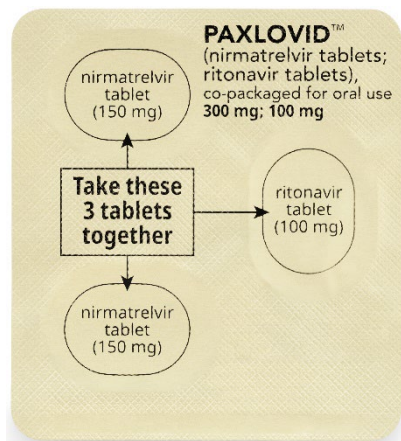 PAXLOVID™
(nirmatrelvir tablets;
ritonavir tablets),
co-packaged for oral use
300 mg; 100 mg
nirmatrelvir
tablet
(150 mg)
Take these
3 tablets
together
ritonavir
tablet
(100 mg)
nirmatrelvir
tablet
(150 mg)